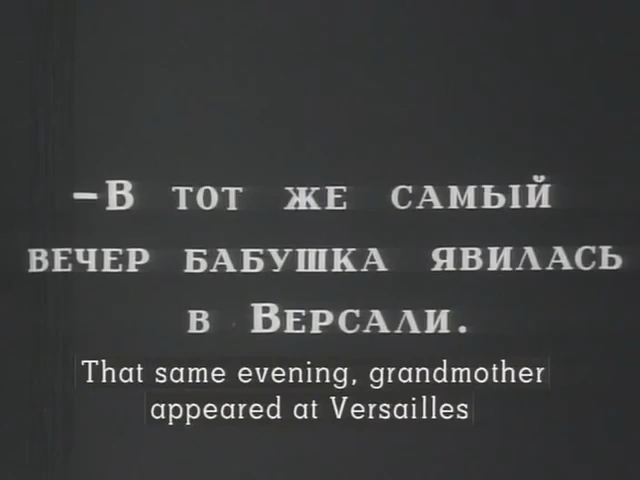 –В ТОТ ЖЕ САМЫЙ
ВЕЧЕР БАБУШКА ЯВИЛАСЬ
В ВЕРСАЛИ.
That same evening, grandmother
appeared at Versailles